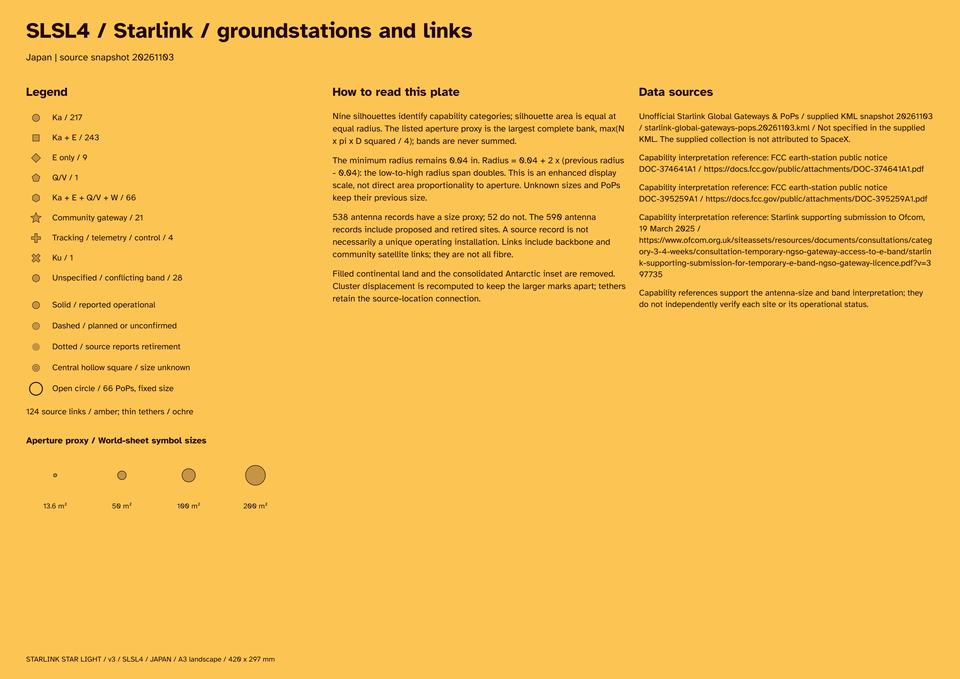 SLSL4 / Starlink / groundstations and links
Japan | source snapshot 20261103
Legend
Ka / 217
Ka + E / 243
E only / 9
Q/V / 1
Ka + E + Q/V + W / 66
Community gateway / 21
Tracking / telemetry / control / 4
Ku / 1
Unspecified / conflicting band / 28
Solid / reported operational
Dashed / planned or unconfirmed
Dotted / source reports retirement
Central hollow square / size unknown
Open circle / 66 PoPs, fixed size
124 source links / amber; thin tethers / ochre
Aperture proxy / World-sheet symbol sizes
13.6 m²
50 m²
100 m²
200 m²
How to read this plate
Nine silhouettes identify capability categories; silhouette area is equal at
equal radius. The listed aperture proxy is the largest complete bank, max(N
x pi x D squared / 4); bands are never summed.
The minimum radius remains 0.04 in. Radius = 0.04 + 2 x (previous radius
- 0.04): the low-to-high radius span doubles. This is an enhanced display
scale, not direct area proportionality to aperture. Unknown sizes and PoPs
keep their previous size.
538 antenna records have a size proxy; 52 do not. The 590 antenna
records include proposed and retired sites. A source record is not
necessarily a unique operating installation. Links include backbone and
community satellite links; they are not all fibre.
Filled continental land and the consolidated Antarctic inset are removed.
Cluster displacement is recomputed to keep the larger marks apart; tethers
retain the source-location connection.
Data sources
Unofficial Starlink Global Gateways & PoPs / supplied KML snapshot 20261103
/ starlink-global-gateways-pops.20261103.kml / Not specified in the supplied
KML. The supplied collection is not attributed to SpaceX.
Capability interpretation reference: FCC earth-station public notice
DOC-374641A1 / https://docs.fcc.gov/public/attachments/DOC-374641A1.pdf
Capability interpretation reference: FCC earth-station public notice
DOC-395259A1 / https://docs.fcc.gov/public/attachments/DOC-395259A1.pdf
Capability interpretation reference: Starlink supporting submission to Ofcom,
19 March 2025 /
https://www.ofcom.org.uk/siteassets/resources/documents/consultations/categ
ory-3-4-weeks/consultation-temporary-ngso-gateway-access-to-e-band/starlin
k-supporting-submission-for-temporary-e-band-ngso-gateway-licence.pdf?v=3
97735
Capability references support the antenna-size and band interpretation; they
do not independently verify each site or its operational status.
STARLINK STAR LIGHT / v3 / SLSL4 / JAPAN / A3 landscape / 420 x 297 mm